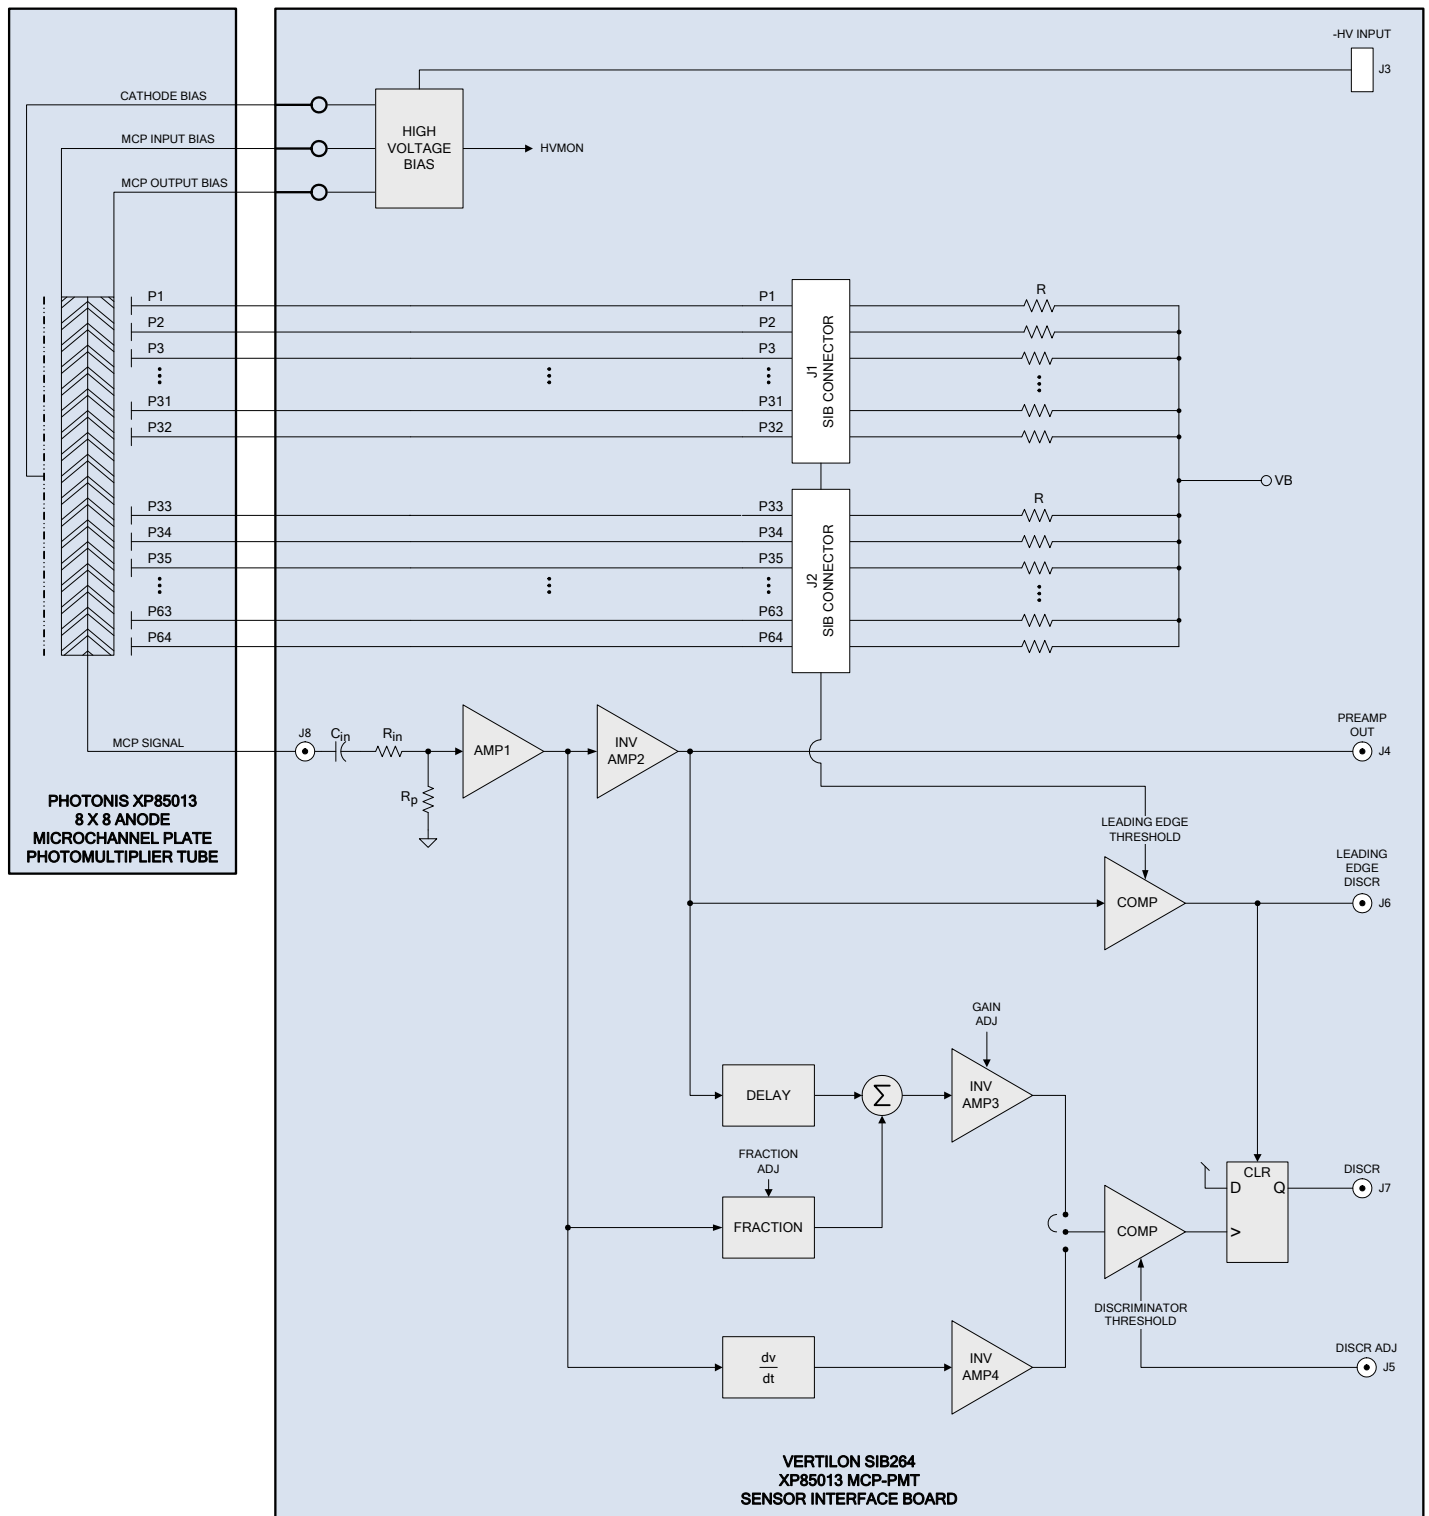 -HV INPUT
J3
CATHODE BIAS
MCP INPUT BIAS
MCP OUTPUT BIAS
HIGH
VOLTAGE
BIAS
HVMON
P1
P2
P3
P31
P32
P33
P34
P35
P63
P64
P1
P2
P3
P31
P32
P33
P34
P35
P63
P64
J1
SIB CONNECTOR
J2
SIB CONNECTOR
R
R
VB
MCP SIGNAL
J8
Cin
Rin
Rp
AMP1
INV
AMP2
PREAMP
OUT
J4
PHOTONIS XP85013
8 X 8 ANODE
MICROCHANNEL PLATE
PHOTOMULTIPLIER TUBE
LEADING EDGE
THRESHOLD
COMP
LEADING
EDGE
DISCR
J6
GAIN
ADJ
DELAY
Σ
INV
AMP3
FRACTION
ADJ
FRACTION
COMP
CLR
D
Q
>
DISCR
J7
DISCRIMINATOR
THRESHOLD
DISCR ADJ
J5
dv
dt
INV
AMP4
VERTILON SIB264
XP85013 MCP-PMT
SENSOR INTERFACE BOARD